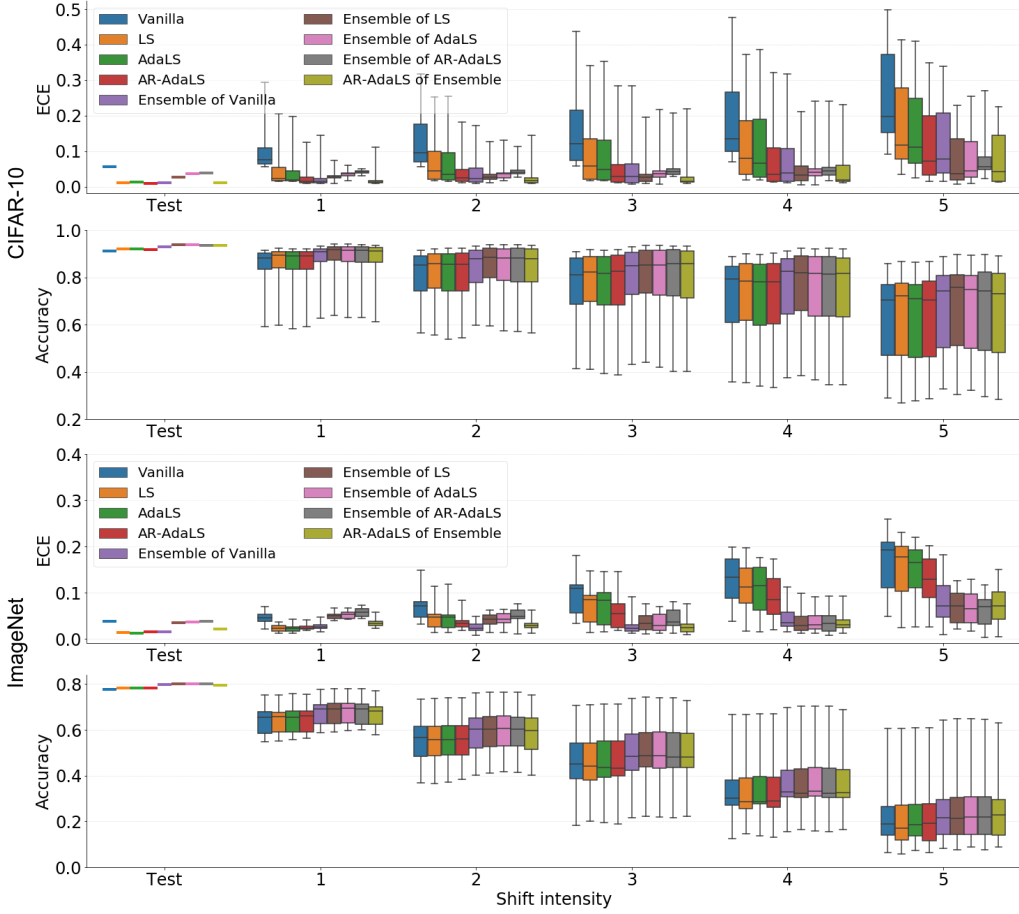 CIFAR-10
ECE
0.5
0.4
0.3
0.2
0.1
0.0
Vanilla
LS
AdaLS
AR-AdaLS
Ensemble of Vanilla
Ensemble of LS
Ensemble of AdaLS
Ensemble of AR-AdaLS
AR-AdaLS of Ensemble
Test 1 2 3 4 5
Accuracy
1.0
0.8
0.6
0.4
0.2
Test 1 2 3 4 5
ImageNet
ECE
0.4
0.3
0.2
0.1
0.0
Vanilla
LS
AdaLS
AR-AdaLS
Ensemble of Vanilla
Ensemble of LS
Ensemble of AdaLS
Ensemble of AR-AdaLS
AR-AdaLS of Ensemble
Test 1 2 3 4 5
Accuracy
0.8
0.6
0.4
0.2
0.0
Test 1 2 3 4 5
Shift intensity